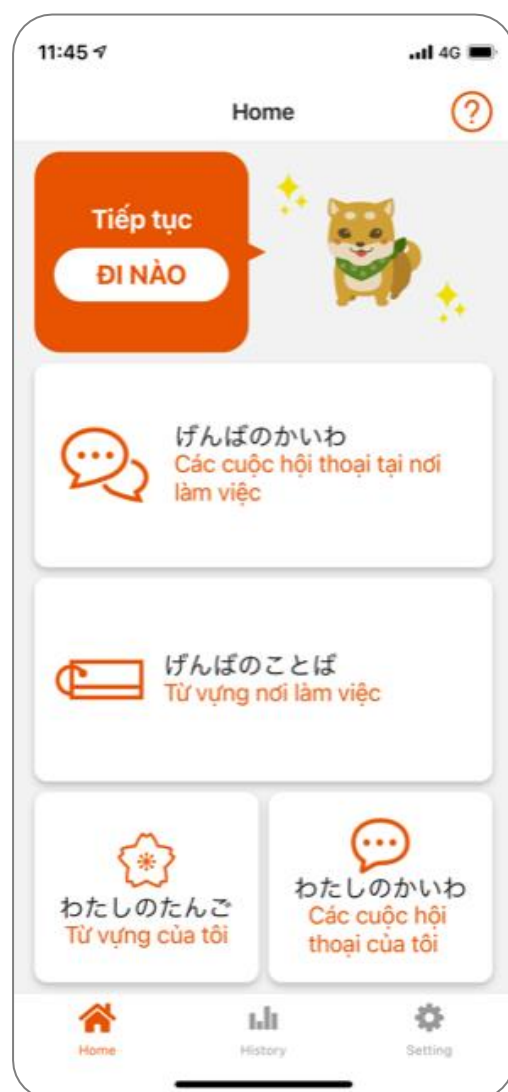 11:45
4G
Home
?
Tiếp tục
ĐI NÀO
げんばのかいわ
Các cuộc hội thoại tại nơi
làm việc
げんばのことば
Từ vựng nơi làm việc
わたしのたんご
Từ vựng của tôi
わたしのかいわ
Các cuộc hội
thoại của tôi
Home
History
Setting